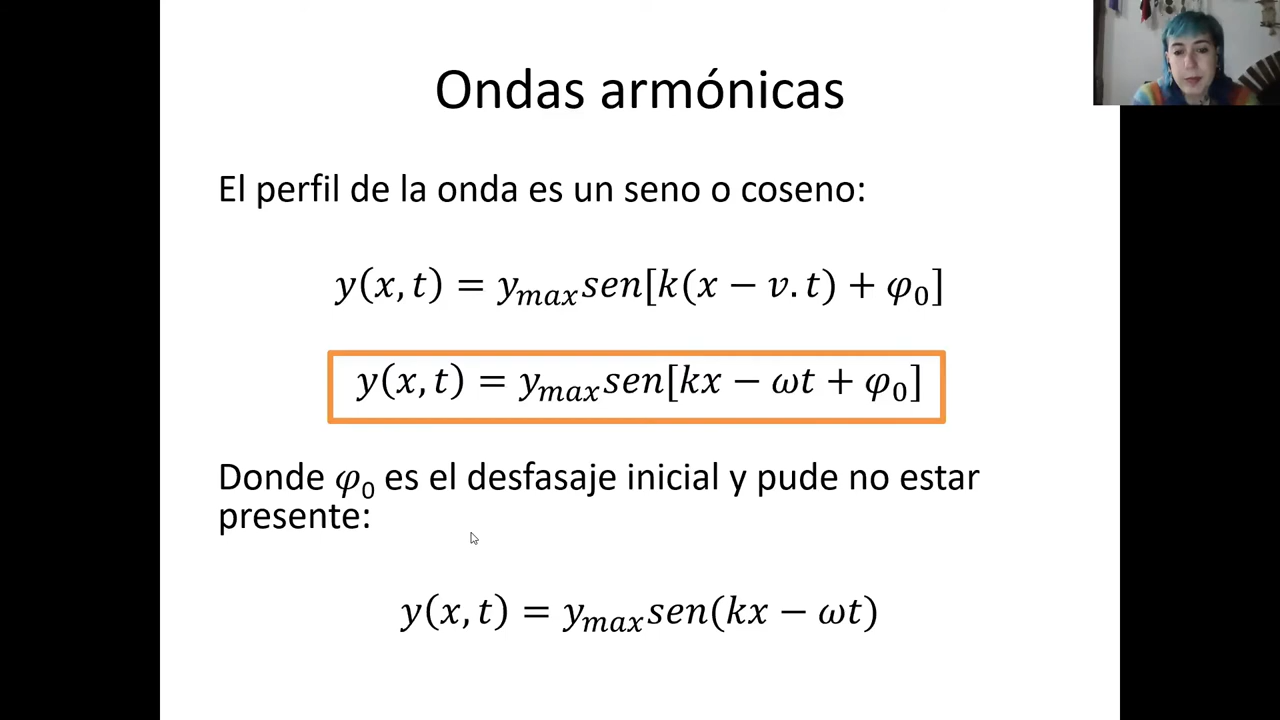 Ondas armónicas
El perfil de la onda es un seno o coseno:
y(x, t) = y_max sen[k(x − v. t) + φ_0]
y(x, t) = y_max sen[kx − ωt + φ_0]
Donde φ_0 es el desfasaje inicial y pude no estar
presente:
y(x, t) = y_max sen(kx − ωt)